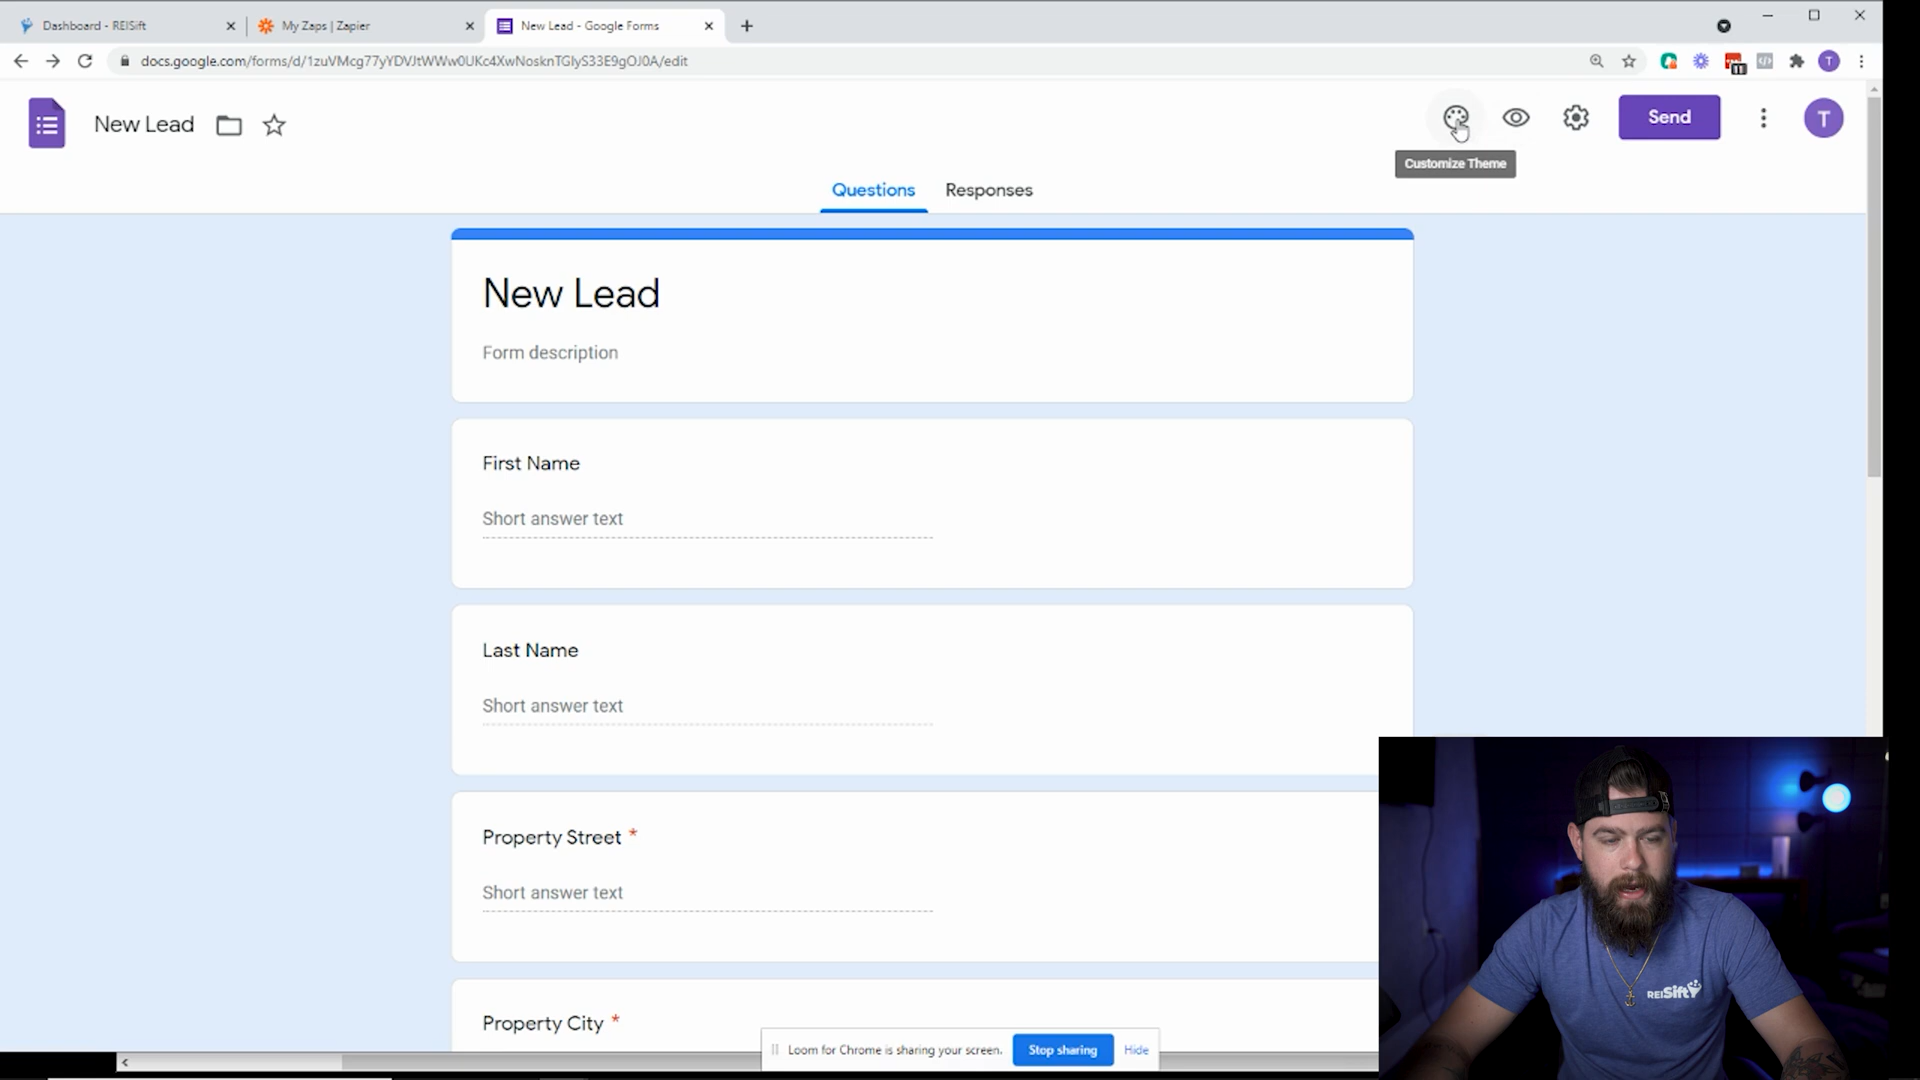 Dashboard - REISift
My Zaps | Zapier
New Lead - Google Forms
docs.google.com/forms/d/1zuVMcg77yYDVJtWWw0UKc4XwNosknTGIyS33E9gOJ0A/edit
T
New Lead
Send
T
Customize Theme
Questions
Responses
New Lead
Form description
First Name
Short answer text
Last Name
Short answer text
Property Street *
Short answer text
Property City *
Loom for Chrome is sharing your screen.
Stop sharing
Hide
REISift